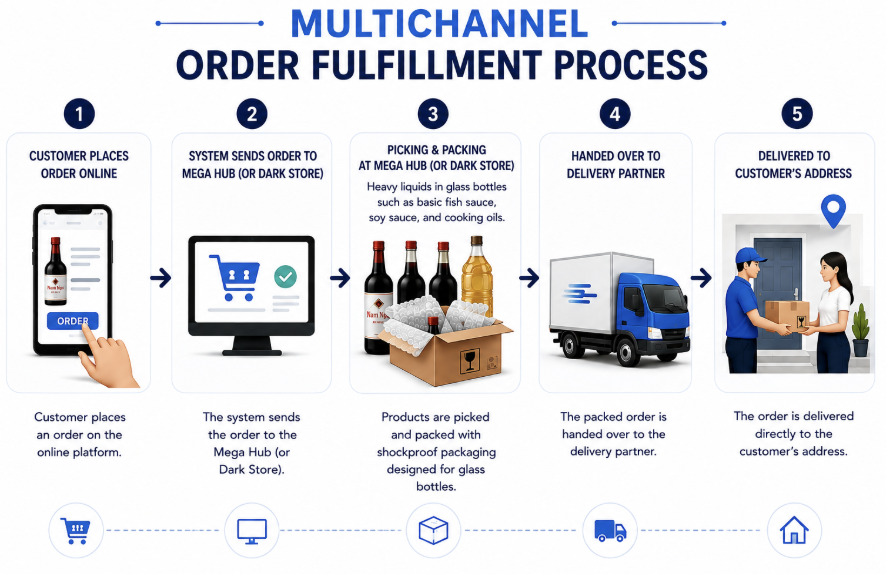 MULTICHANNEL
ORDER FULFILLMENT PROCESS
1
CUSTOMER PLACES
ORDER ONLINE
ORDER
Customer places
an order on the
online platform.
2
SYSTEM SENDS ORDER TO
MEGA HUB (OR DARK STORE)
The system sends
the order to the
Mega Hub (or
Dark Store).
3
PICKING & PACKING
AT MEGA HUB (OR DARK STORE)
Heavy liquids in glass bottles
such as basic fish sauce,
soy sauce, and cooking oils.
Products are picked
and packed with
shockproof packaging
designed for glass
bottles.
4
HANDED OVER TO
DELIVERY PARTNER
The packed order is
handed over to the
delivery partner.
5
DELIVERED TO
CUSTOMER'S ADDRESS
The order is delivered
directly to the
customer's address.